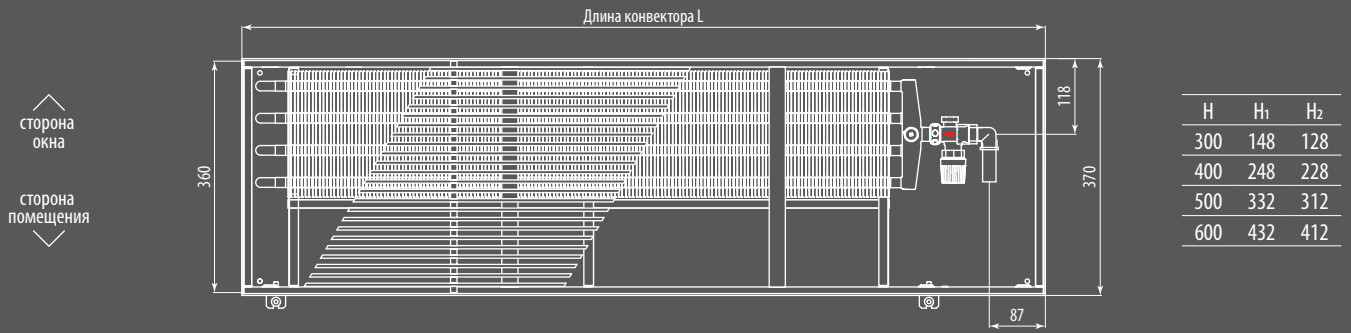 Длина конвектора L
сторона
окна
сторона
помещения
360
118
370
87
H H₁ H₂
300 148 128
400 248 228
500 332 312
600 432 412